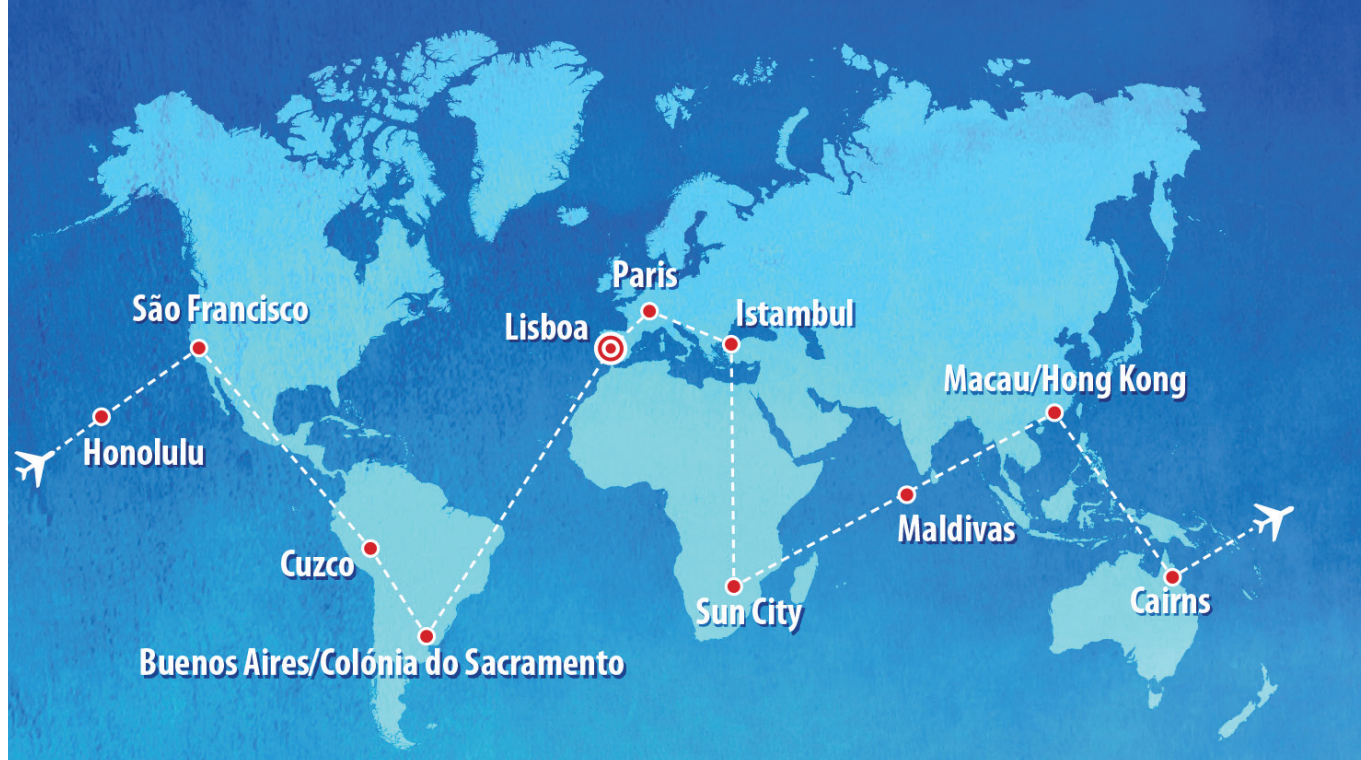 Paris
São Francisco
Lisboa
Istambul
Macau/Hong Kong
Honolulu
Maldivas
Cuzco
Sun City
Cairns
Buenos Aires/Colónia do Sacramento